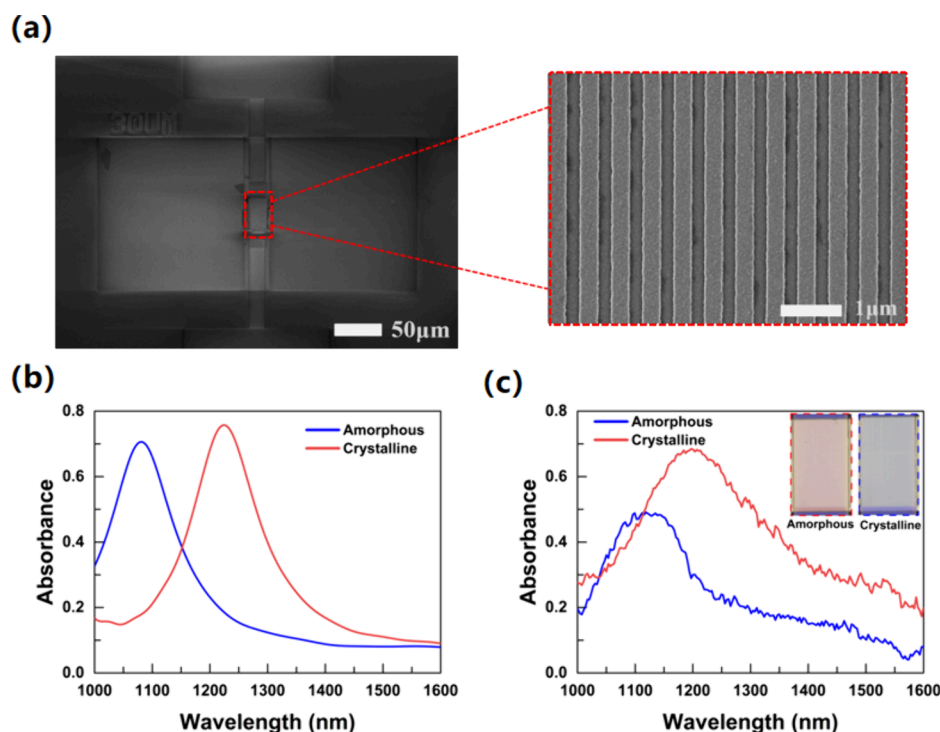 (a)
30UM
50μm
1μm
(b)
0.8
0.6
0.4
0.2
0.0
Absorbance
Amorphous
Crystalline
1000 1100 1200 1300 1400 1500 1600
Wavelength (nm)
(c)
0.8
0.6
0.4
0.2
0.0
Absorbance
Amorphous
Crystalline
Amorphous Crystalline
1000 1100 1200 1300 1400 1500 1600
Wavelength (nm)